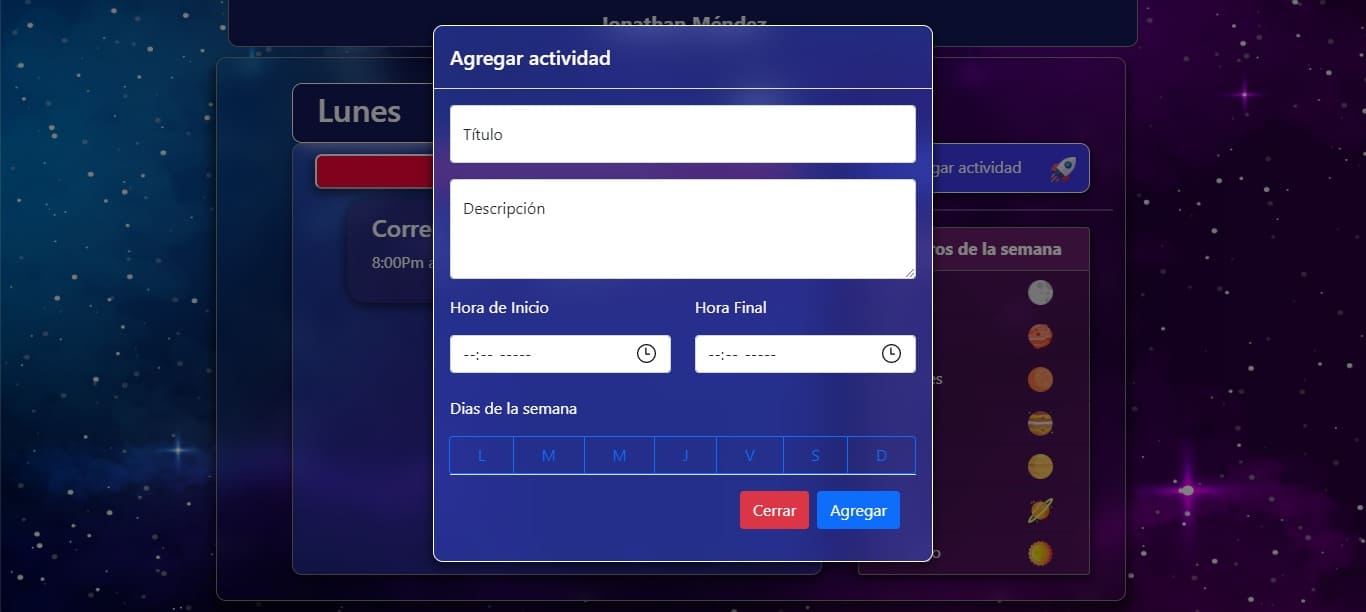 Jonathan Méndez
Agregar actividad
Lunes
Título
gar actividad
Descripción
Corre
8:00Pm a
ros de la semana
Hora de Inicio
Hora Final
--:-- -----
--:-- -----
es
Dias de la semana
L M M J V S D
Cerrar
Agregar
o